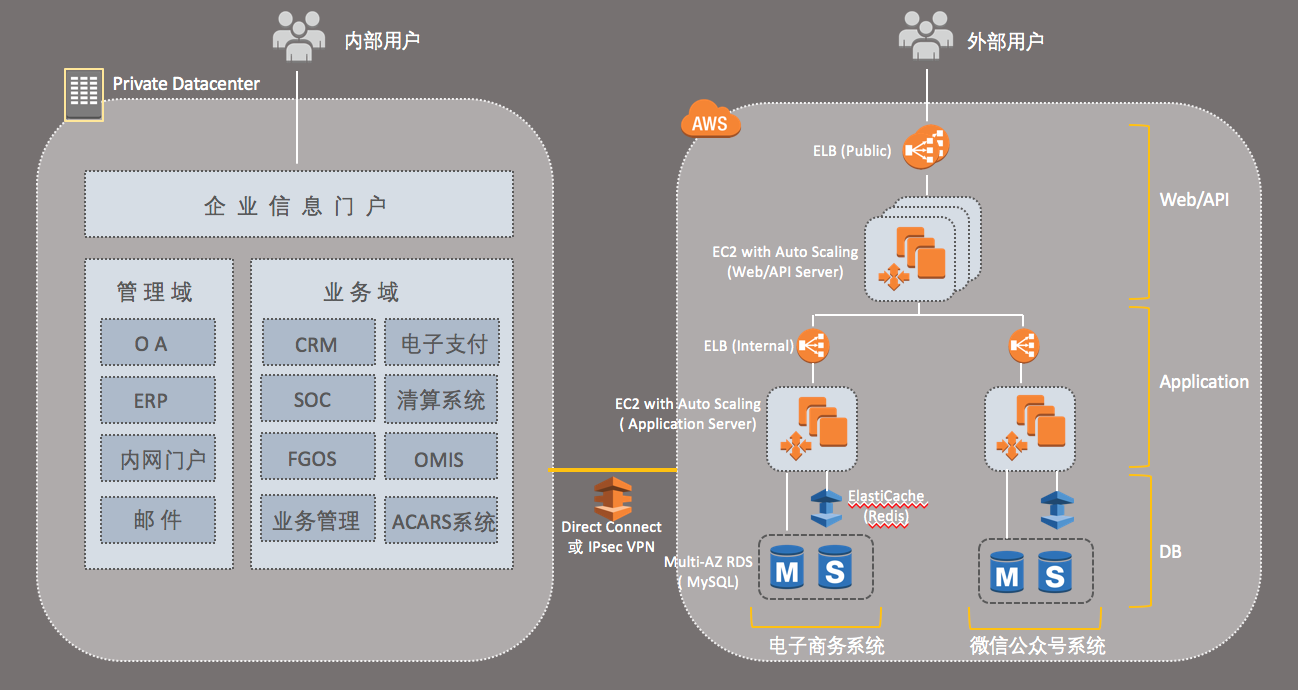 内部用户
Private Datacenter
企业信息门户
管理域
OA
ERP
内网门户
邮件
业务域
CRM
电子支付
SOC
清算系统
FGOS
OMIS
业务管理
ACARS系统
Direct Connect
或 IPsec VPN
外部用户
AWS
ELB (Public)
EC2 with Auto Scaling
(Web/API Server)
ELB (Internal)
EC2 with Auto Scaling
( Application Server)
ElastiCache
(Redis)
Multi-AZ RDS
( MySQL)
M
S
M
S
电子商务系统
微信公众号系统
Web/API
Application
DB